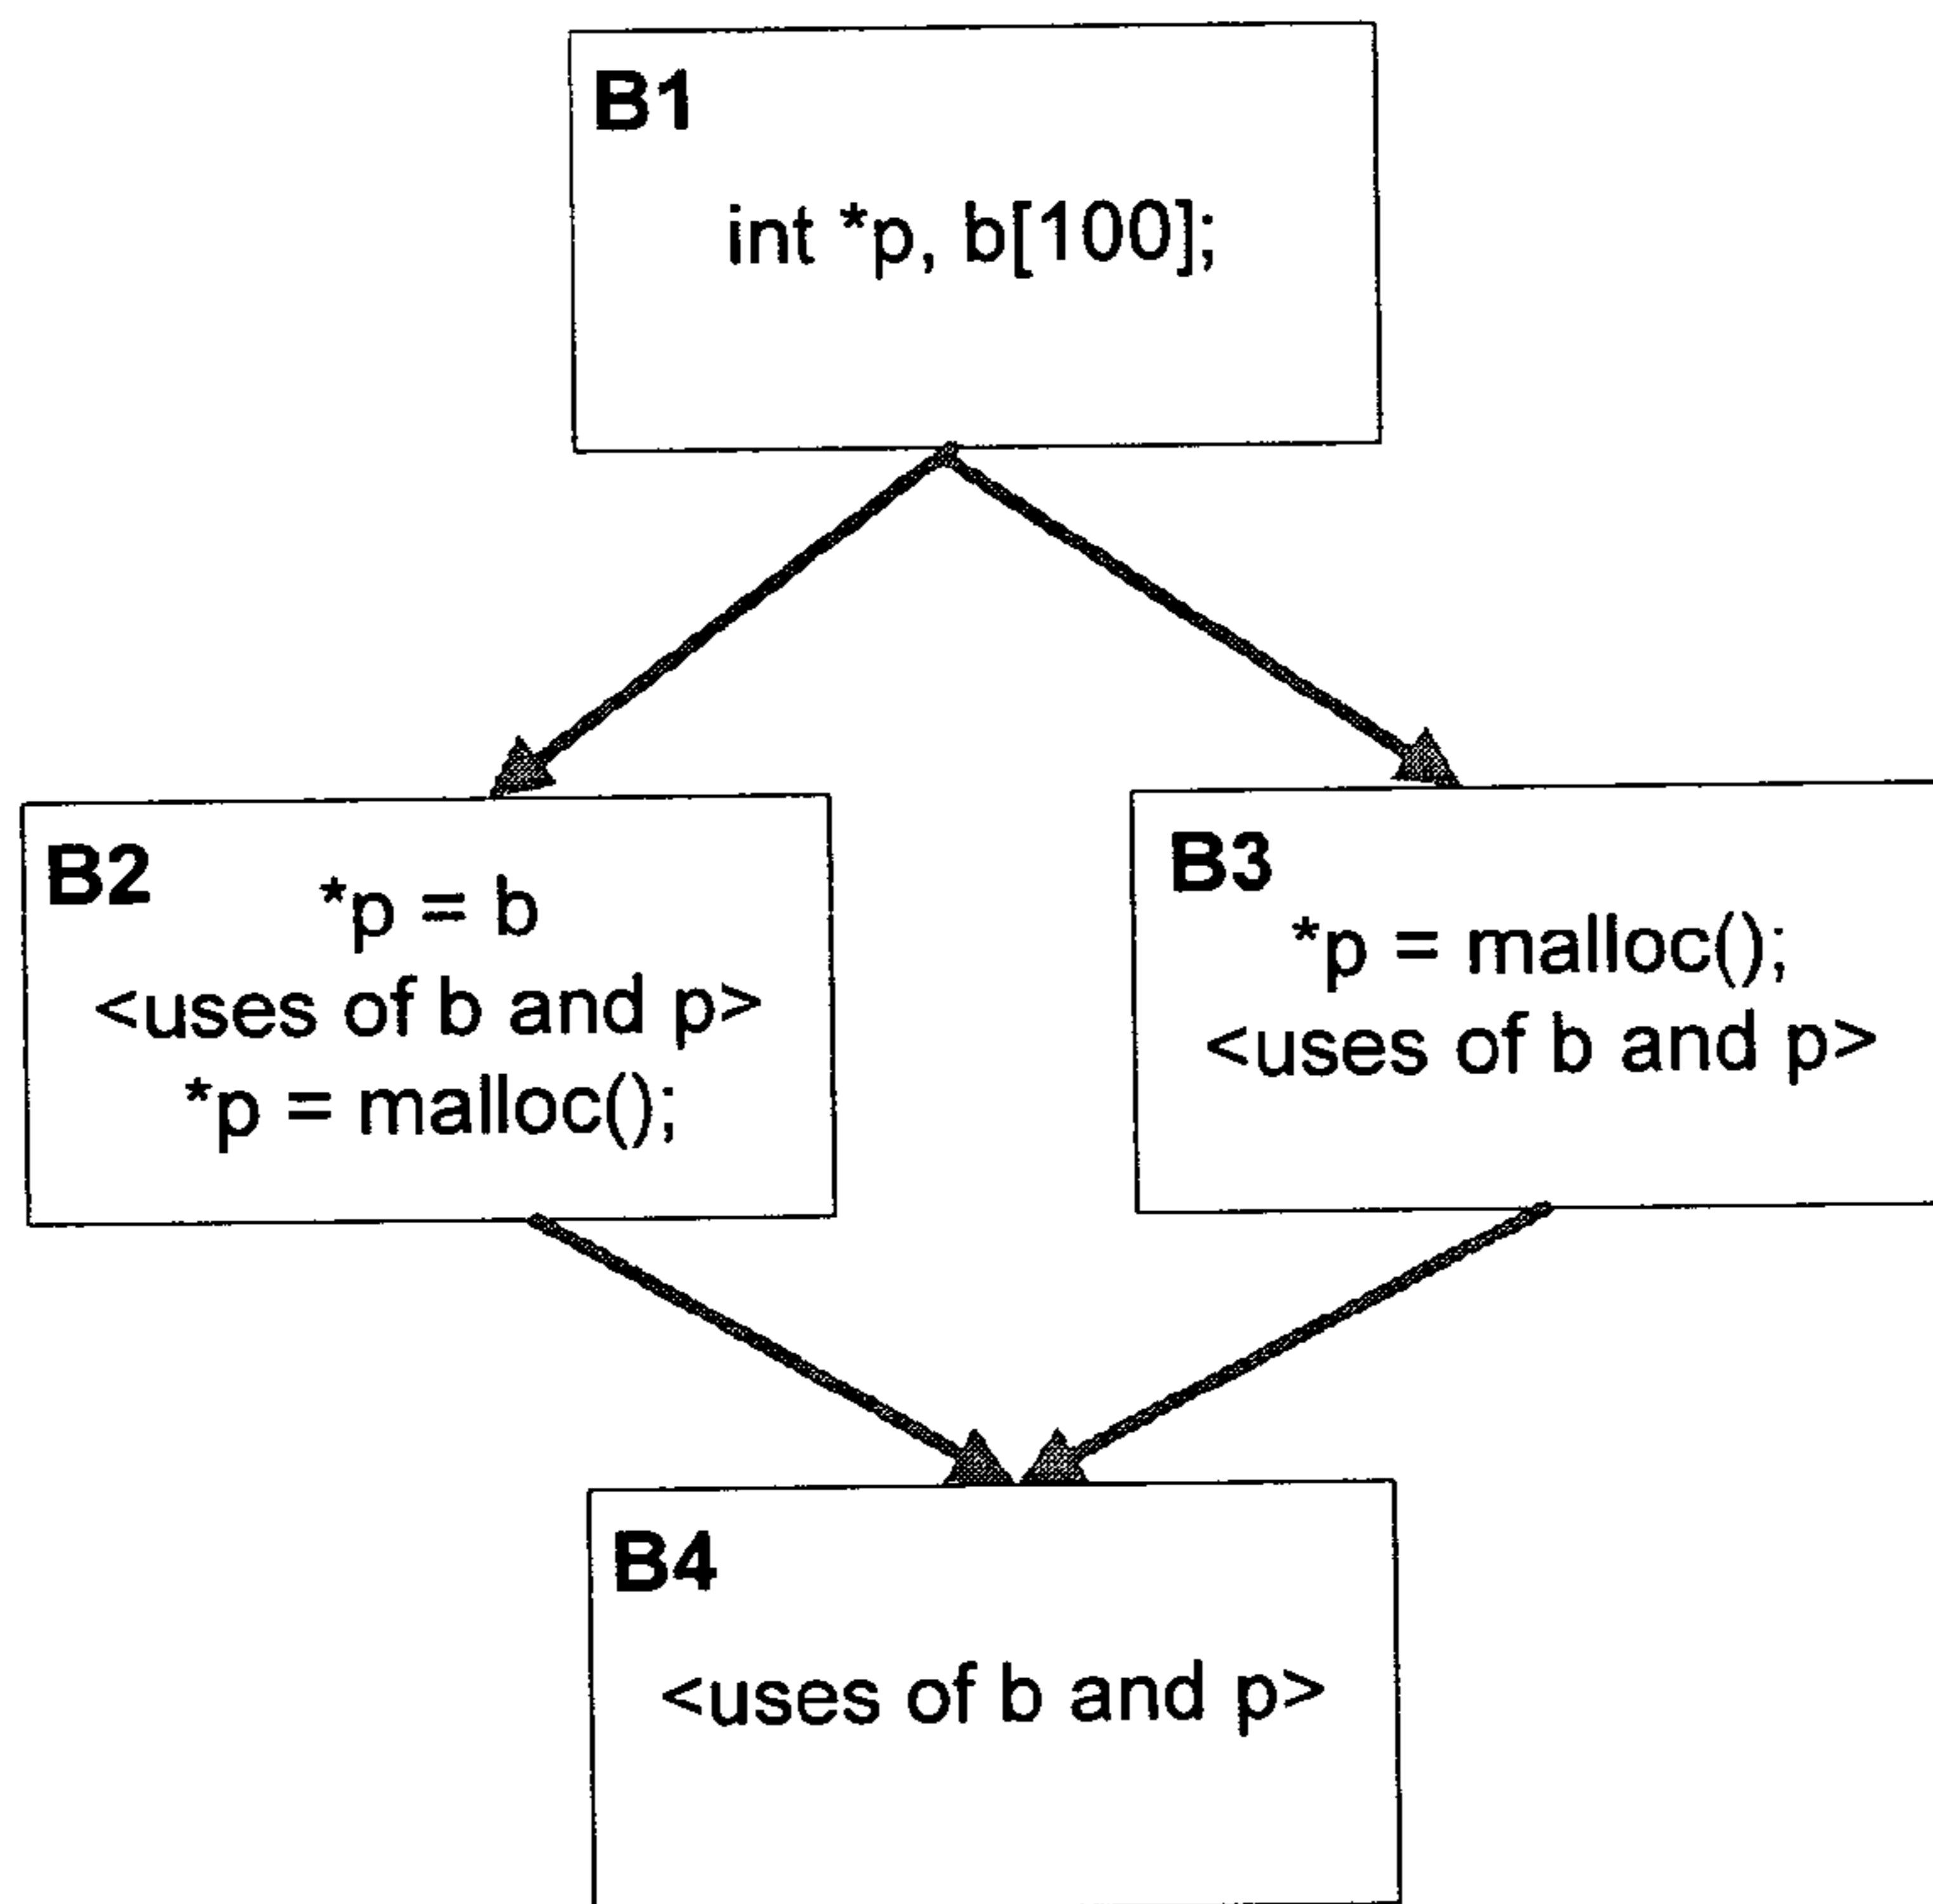 B1
int *p, b[100];
B2
*p = b
<uses of b and p>
*p = malloc();
B3
*p = malloc();
<uses of b and p>
B4
<uses of b and p>